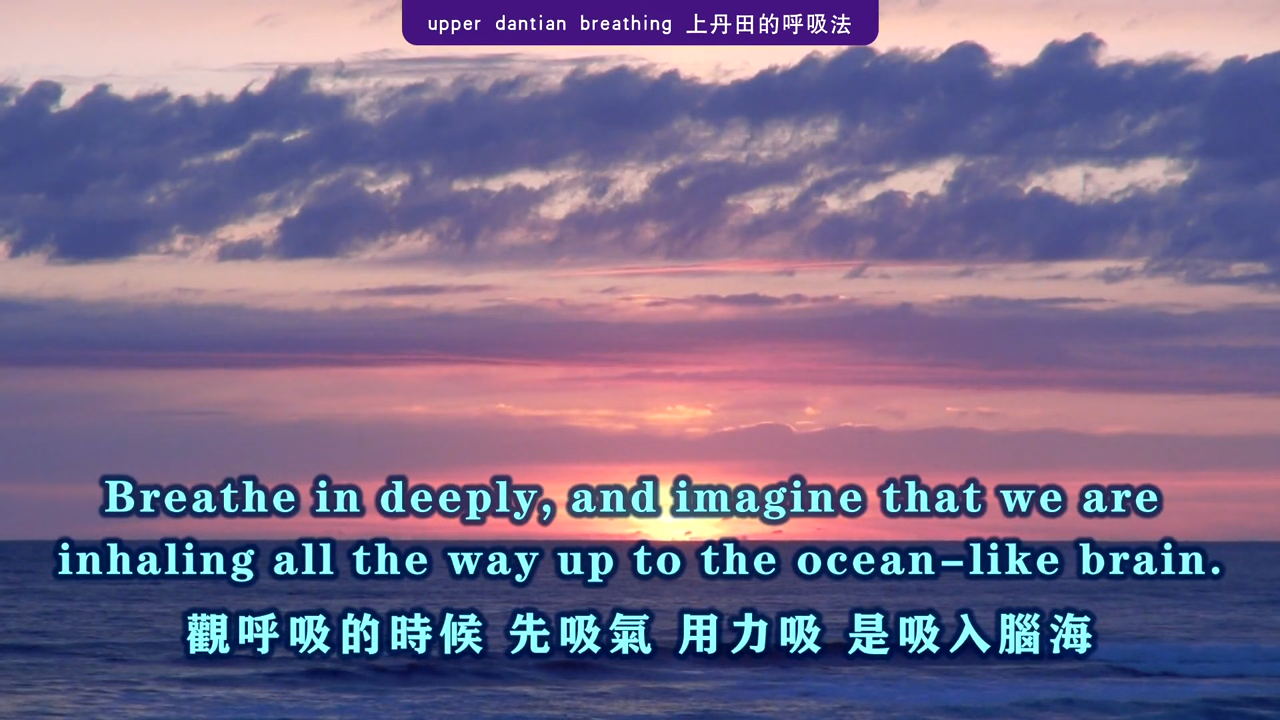 upper dantian breathing 上丹田的呼吸法
Breathe in deeply, and imagine that we are
inhaling all the way up to the ocean-like brain.
觀呼吸的時候 先吸氣 用力吸 是吸入腦海